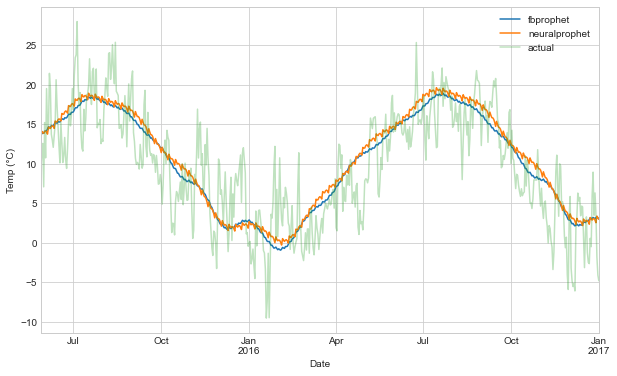 fbprophet
neuralprophet
actual
25
20
15
10
5
0
−5
−10
Temp (°C)
Jul
Oct
Jan
2016
Apr
Jul
Oct
Jan
2017
Date